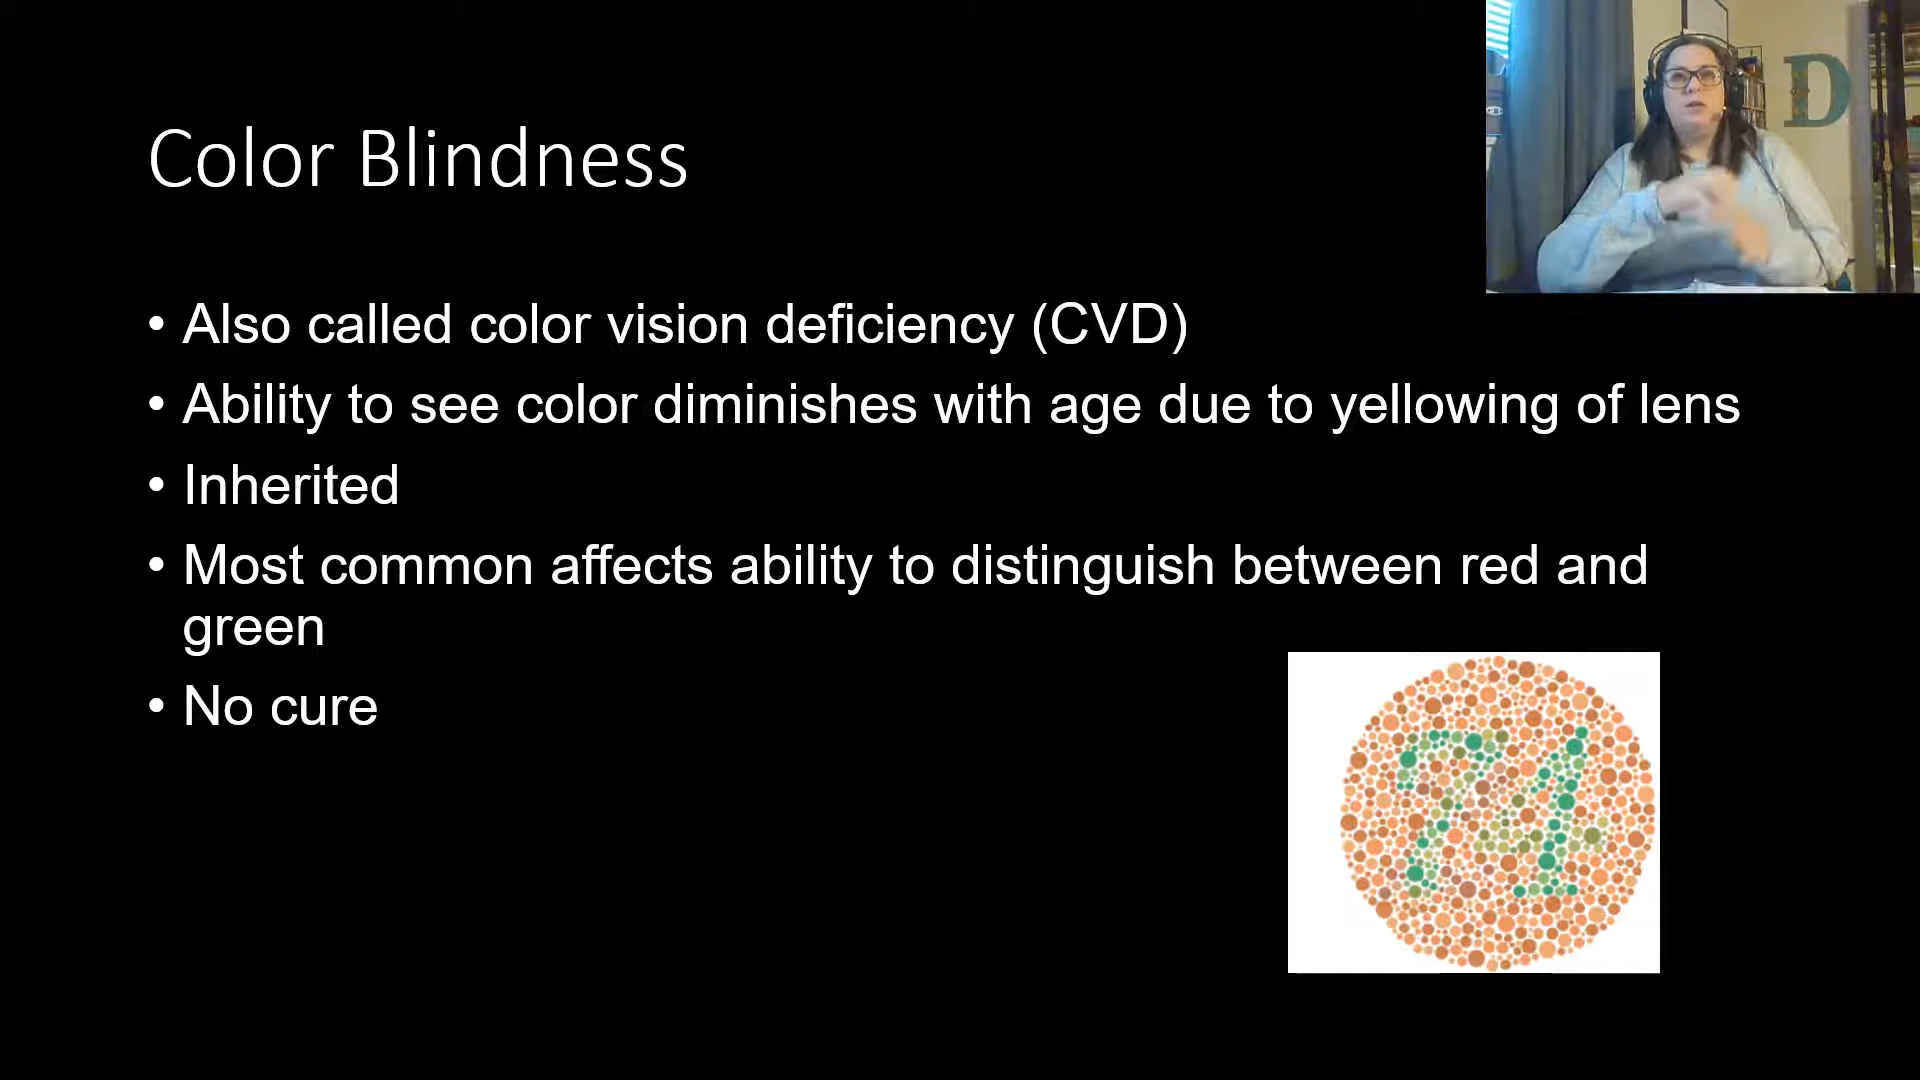 D
Color Blindness
• Also called color vision deficiency (CVD)
• Ability to see color diminishes with age due to yellowing of lens
• Inherited
• Most common affects ability to distinguish between red and
green
• No cure
74